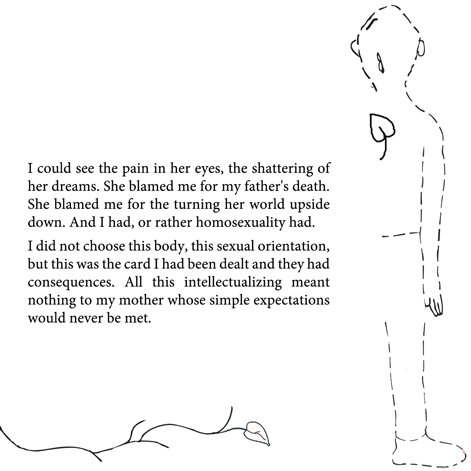 I could see the pain in her eyes, the shattering of
her dreams. She blamed me for my father's death.
She blamed me for the turning her world upside
down. And I had, or rather homosexuality had.
I did not choose this body, this sexual orientation,
but this was the card I had been dealt and they had
consequences. All this intellectualizing meant
nothing to my mother whose simple expectations
would never be met.